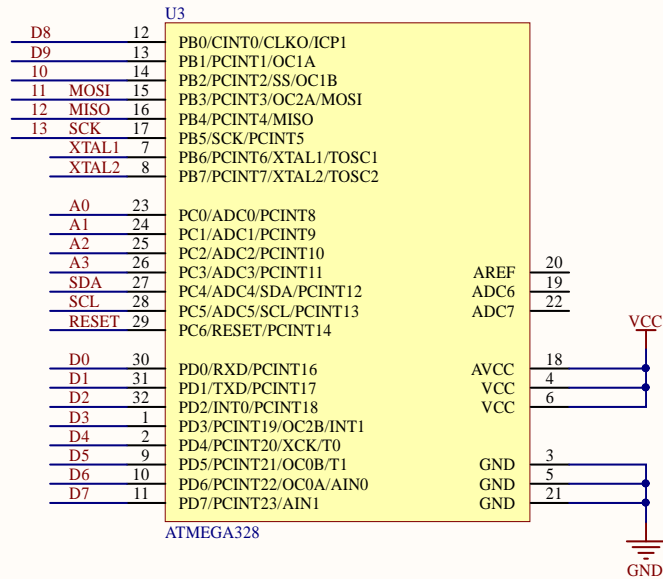 U3
D8 12 PB0/CINT0/CLKO/ICP1
D9 13 PB1/PCINT1/OC1A
10 14 PB2/PCINT2/SS/OC1B
11 MOSI 15 PB3/PCINT3/OC2A/MOSI
12 MISO 16 PB4/PCINT4/MISO
13 SCK 17 PB5/SCK/PCINT5
XTAL1 7 PB6/PCINT6/XTAL1/TOSC1
XTAL2 8 PB7/PCINT7/XTAL2/TOSC2
A0 23 PC0/ADC0/PCINT8
A1 24 PC1/ADC1/PCINT9
A2 25 PC2/ADC2/PCINT10
A3 26 PC3/ADC3/PCINT11 AREF 20
SDA 27 PC4/ADC4/SDA/PCINT12 ADC6 19
SCL 28 PC5/ADC5/SCL/PCINT13 ADC7 22
RESET 29 PC6/RESET/PCINT14 VCC
D0 30 PD0/RXD/PCINT16 AVCC 18
D1 31 PD1/TXD/PCINT17 VCC 4
D2 32 PD2/INT0/PCINT18 VCC 6
D3 1 PD3/PCINT19/OC2B/INT1
D4 2 PD4/PCINT20/XCK/T0
D5 9 PD5/PCINT21/OC0B/T1 GND 3
D6 10 PD6/PCINT22/OC0A/AIN0 GND 5
D7 11 PD7/PCINT23/AIN1 GND 21
ATMEGA328
GND